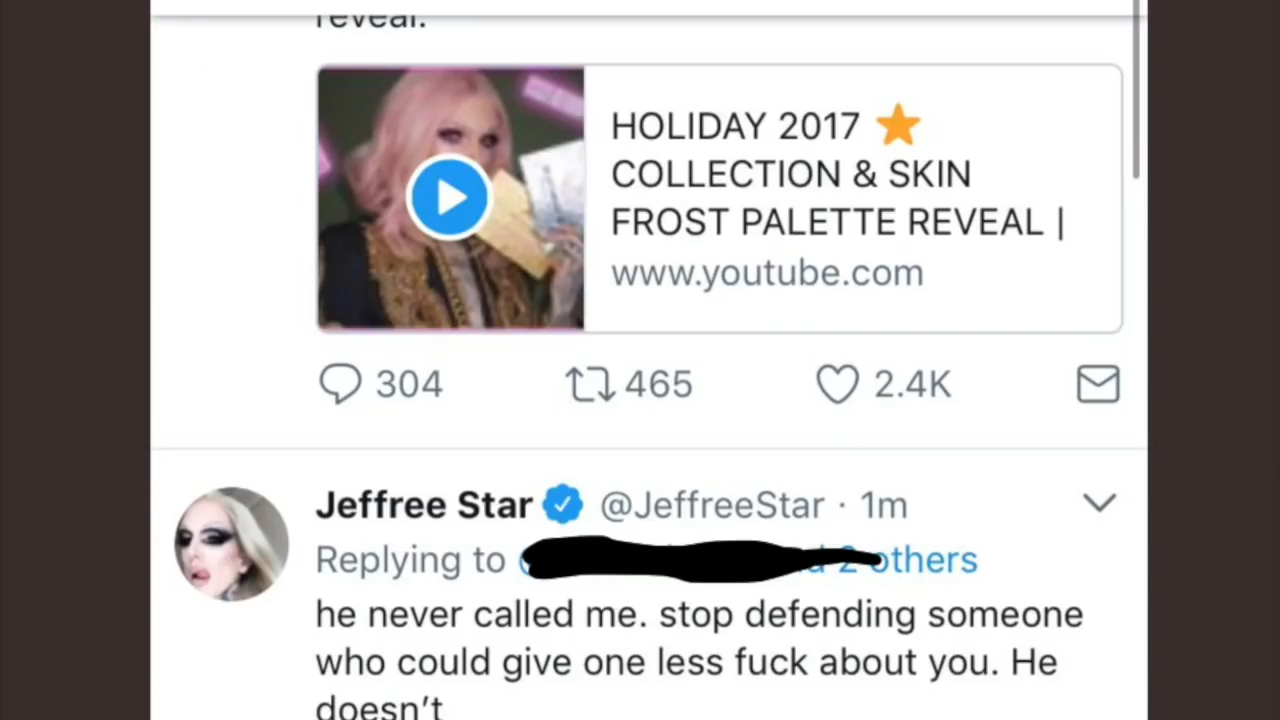 reveal.
HOLIDAY 2017 ⭐
COLLECTION & SKIN
FROST PALETTE REVEAL |
www.youtube.com
304 465 2.4K
Jeffree Star @JeffreeStar · 1m
Replying to 2 others
he never called me. stop defending someone
who could give one less fuck about you. He
doesn't